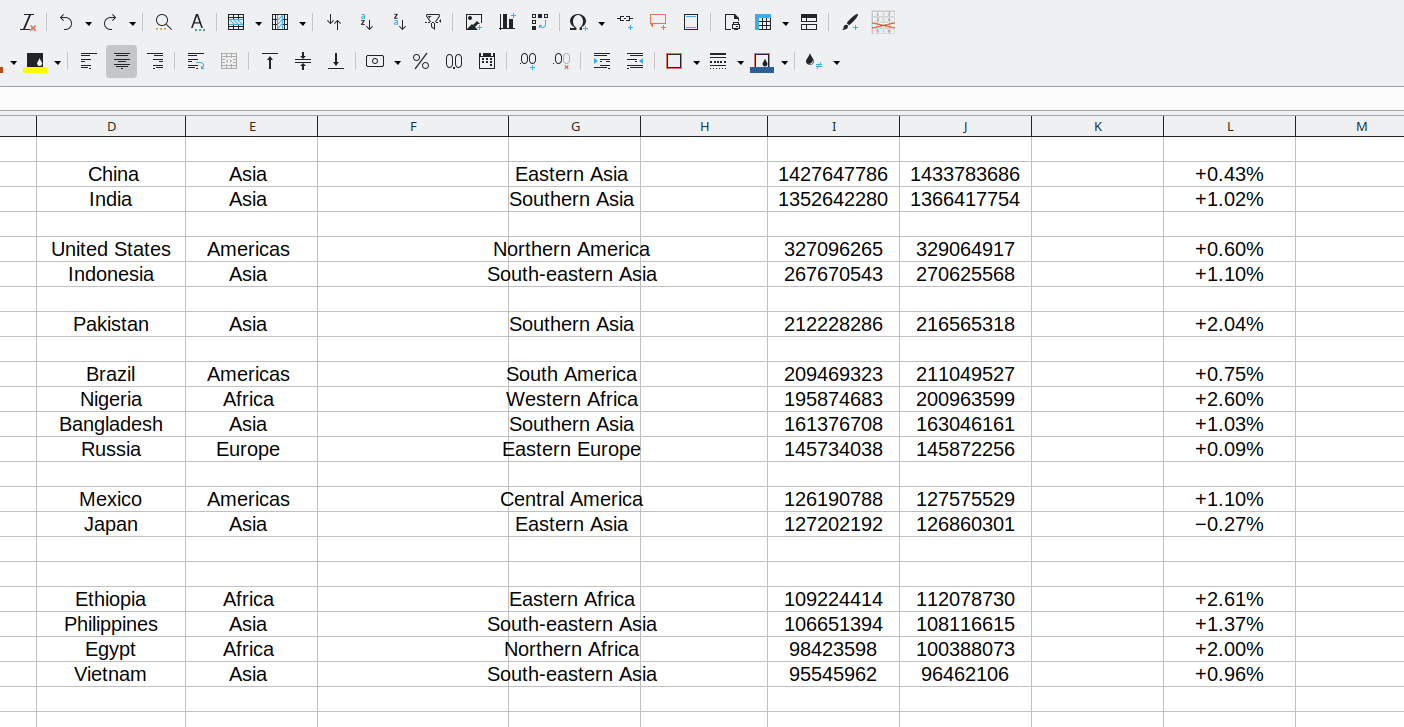 D E F G H I J K L M
China Asia Eastern Asia 1427647786 1433783686 +0.43%
India Asia Southern Asia 1352642280 1366417754 +1.02%
United States Americas Northern America 327096265 329064917 +0.60%
Indonesia Asia South-eastern Asia 267670543 270625568 +1.10%
Pakistan Asia Southern Asia 212228286 216565318 +2.04%
Brazil Americas South America 209469323 211049527 +0.75%
Nigeria Africa Western Africa 195874683 200963599 +2.60%
Bangladesh Asia Southern Asia 161376708 163046161 +1.03%
Russia Europe Eastern Europe 145734038 145872256 +0.09%
Mexico Americas Central America 126190788 127575529 +1.10%
Japan Asia Eastern Asia 127202192 126860301 −0.27%
Ethiopia Africa Eastern Africa 109224414 112078730 +2.61%
Philippines Asia South-eastern Asia 106651394 108116615 +1.37%
Egypt Africa Northern Africa 98423598 100388073 +2.00%
Vietnam Asia South-eastern Asia 95545962 96462106 +0.96%